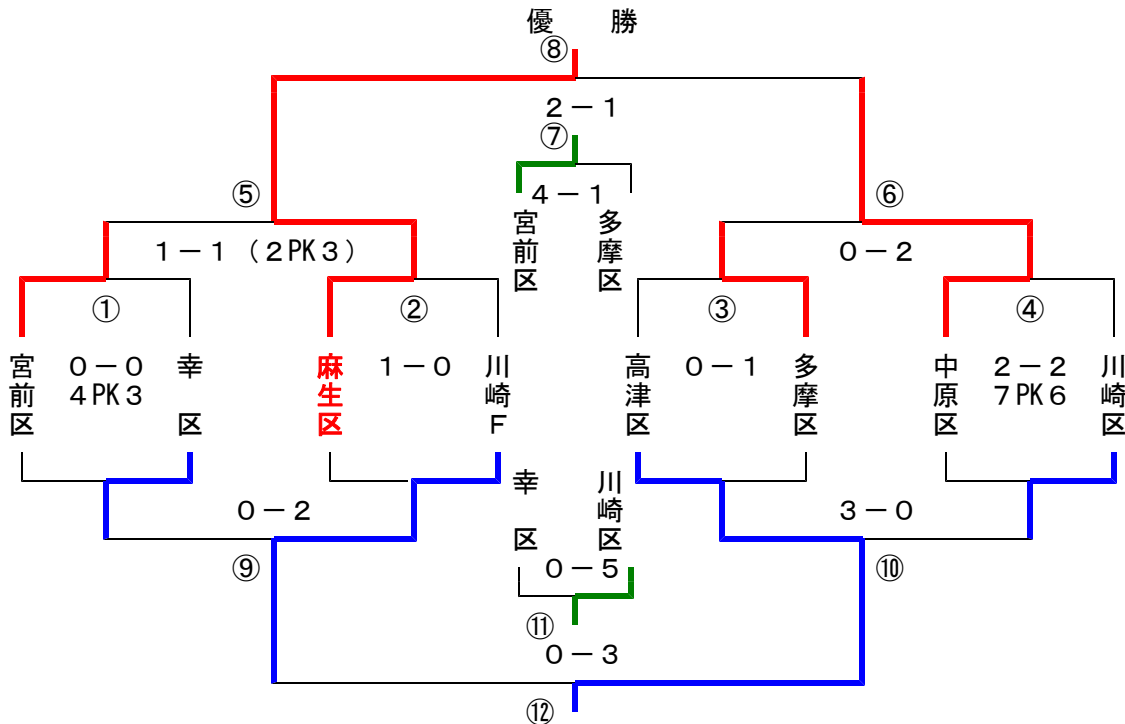 優　勝
⑧
２－１
⑦
４－１
宮前区
多摩区
⑤
⑥
１－１（２PK３）
０－２
①
②
③
④
宮前区
０－０
４PK３
幸　区
麻生区
１－０
川崎Ｆ
高津区
０－１
多摩区
中原区
２－２
７PK６
川崎区
０－２
幸　区
川崎区
３－０
⑨
０－５
⑩
⑪
０－３
⑫